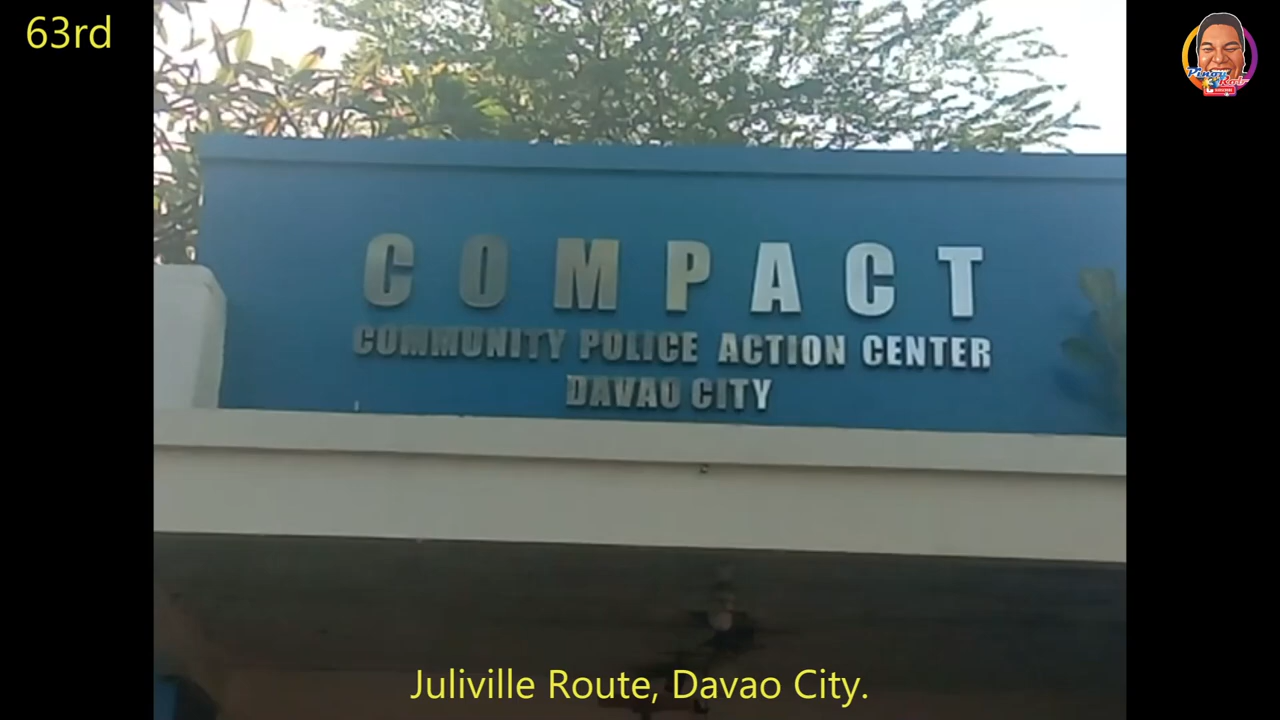 63rd
COMPACT
COMMUNITY POLICE ACTION CENTER
DAVAO CITY
Juliville Route, Davao City.